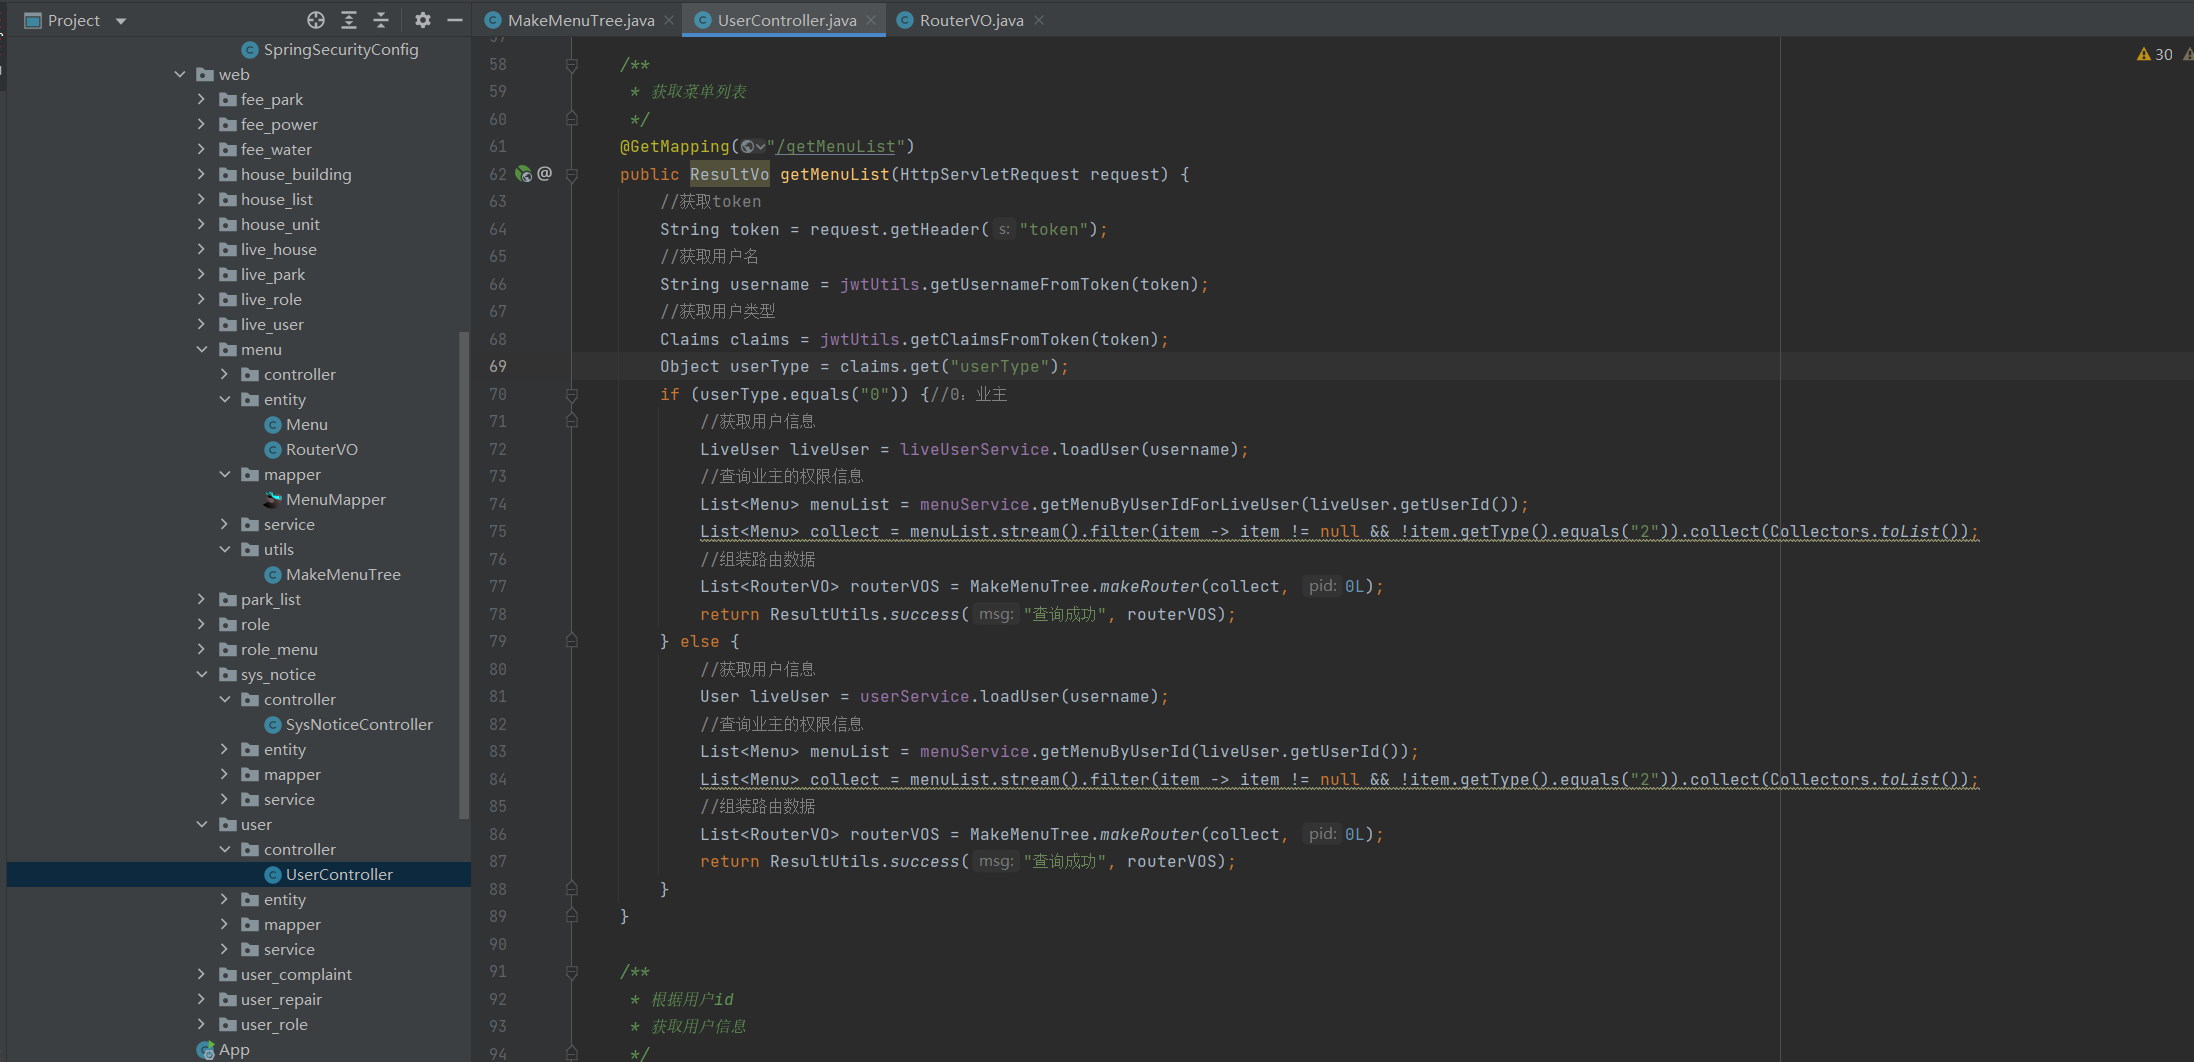 Project
SpringSecurityConfig
web
fee_park
fee_power
fee_water
house_building
house_list
house_unit
live_house
live_park
live_role
live_user
menu
controller
entity
Menu
RouterVO
mapper
MenuMapper
service
utils
MakeMenuTree
park_list
role
role_menu
sys_notice
controller
SysNoticeController
entity
mapper
service
user
controller
UserController
entity
mapper
service
user_complaint
user_repair
user_role
App
MakeMenuTree.java
UserController.java
RouterVO.java
30
57
58 /**
59 * 获取菜单列表
60 */
61 @GetMapping("/getMenuList")
62 @ public ResultVo getMenuList(HttpServletRequest request) {
63 //获取token
64 String token = request.getHeader( s: "token");
65 //获取用户名
66 String username = jwtUtils.getUsernameFromToken(token);
67 //获取用户类型
68 Claims claims = jwtUtils.getClaimsFromToken(token);
69 Object userType = claims.get("userType");
70 if (userType.equals("0")) {//0：业主
71 //获取用户信息
72 LiveUser liveUser = liveUserService.loadUser(username);
73 //查询业主的权限信息
74 List<Menu> menuList = menuService.getMenuByUserIdForLiveUser(liveUser.getUserId());
75 List<Menu> collect = menuList.stream().filter(item -> item != null && !item.getType().equals("2")).collect(Collectors.toList());
76 //组装路由数据
77 List<RouterVO> routerVOS = MakeMenuTree.makeRouter(collect, pid: 0L);
78 return ResultUtils.success( msg: "查询成功", routerVOS);
79 } else {
80 //获取用户信息
81 User liveUser = userService.loadUser(username);
82 //查询业主的权限信息
83 List<Menu> menuList = menuService.getMenuByUserId(liveUser.getUserId());
84 List<Menu> collect = menuList.stream().filter(item -> item != null && !item.getType().equals("2")).collect(Collectors.toList());
85 //组装路由数据
86 List<RouterVO> routerVOS = MakeMenuTree.makeRouter(collect, pid: 0L);
87 return ResultUtils.success( msg: "查询成功", routerVOS);
88 }
89 }
90
91 /**
92 * 根据用户id
93 * 获取用户信息
94 */